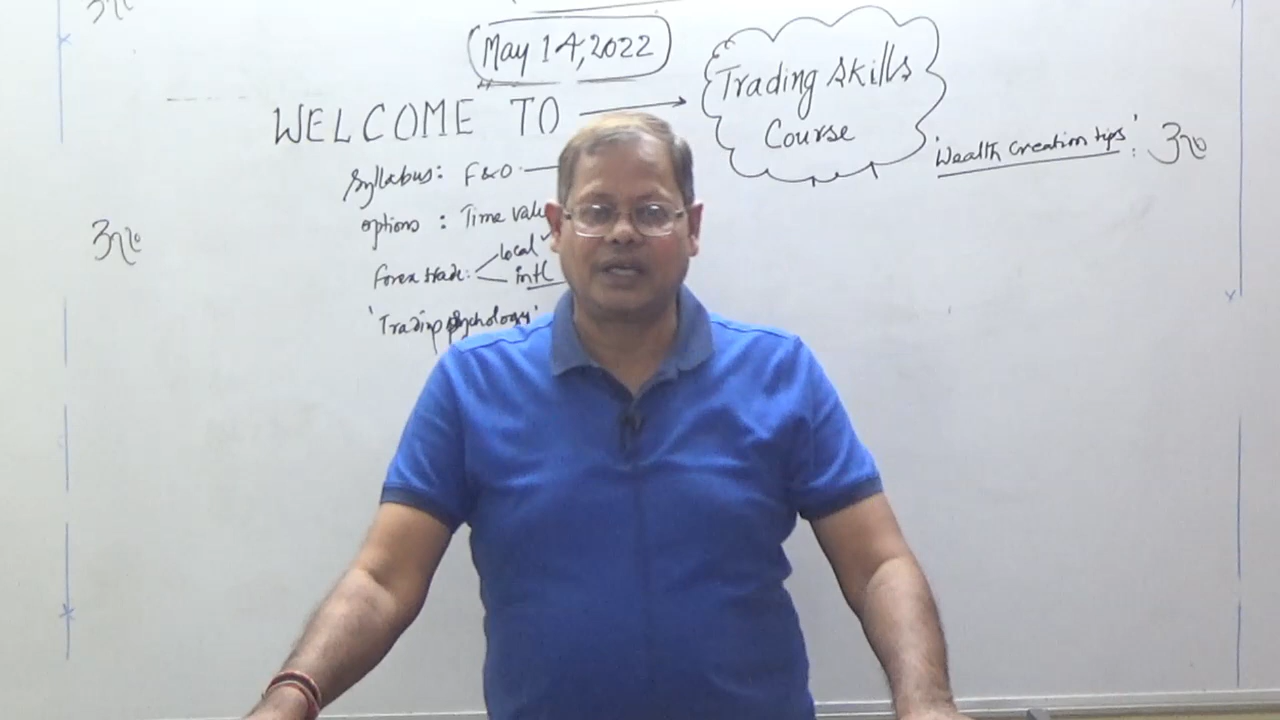 May 14, 2022
WELCOME TO
Trading Skills
Course
'Wealth Creation tips' :
Syllabus: F&O
options : Time valu
Forex trade: local
intl
'Trading psychology'